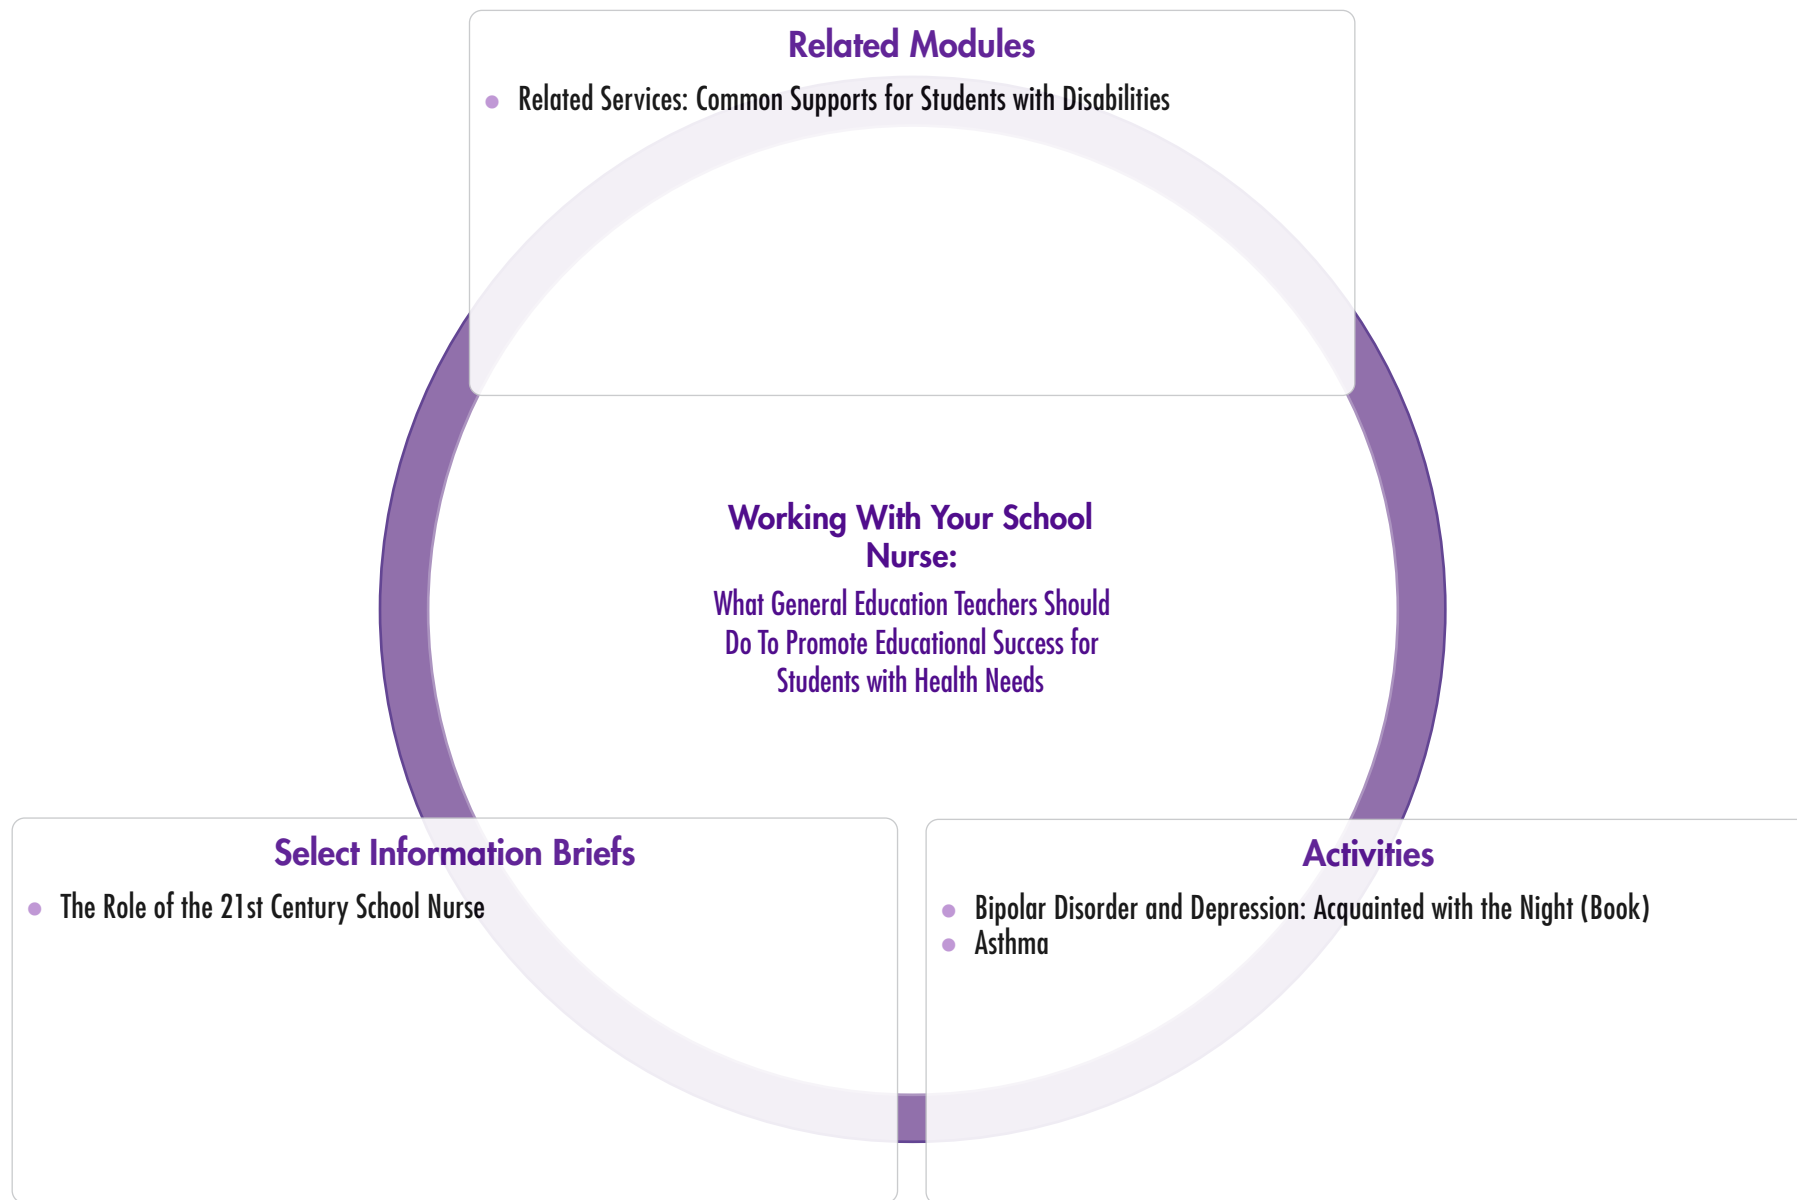 Related Modules
Related Services: Common Supports for Students with Disabilities
Working With Your School
Nurse:
What General Education Teachers Should
Do To Promote Educational Success for
Students with Health Needs
Select Information Briefs
The Role of the 21st Century School Nurse
Activities
Bipolar Disorder and Depression: Acquainted with the Night (Book)
Asthma